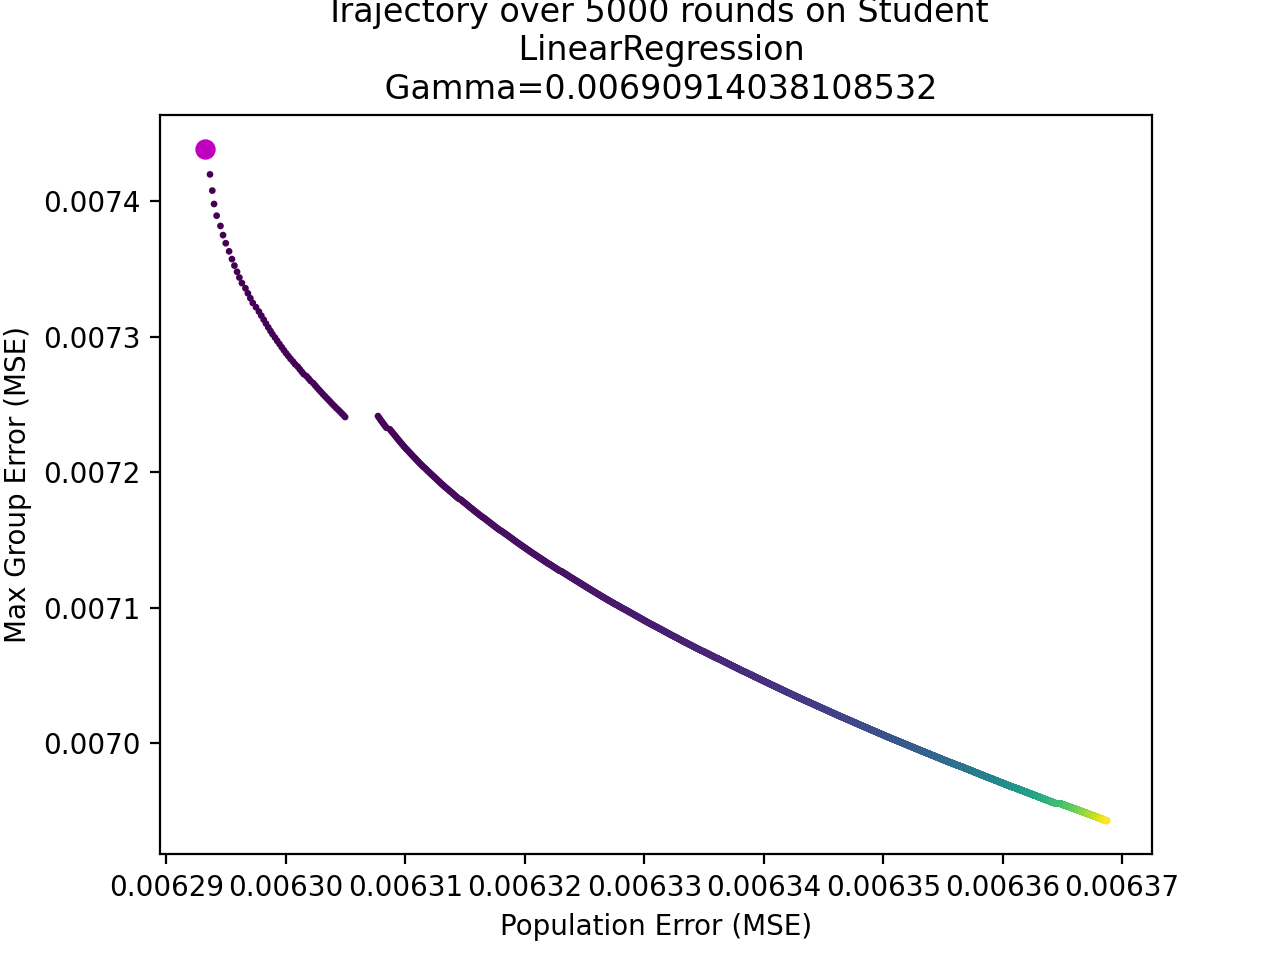 Trajectory over 5000 rounds on Student
LinearRegression
Gamma=0.00690914038108532
Max Group Error (MSE)
0.0074
0.0073
0.0072
0.0071
0.0070
0.00629 0.00630 0.00631 0.00632 0.00633 0.00634 0.00635 0.00636 0.00637
Population Error (MSE)